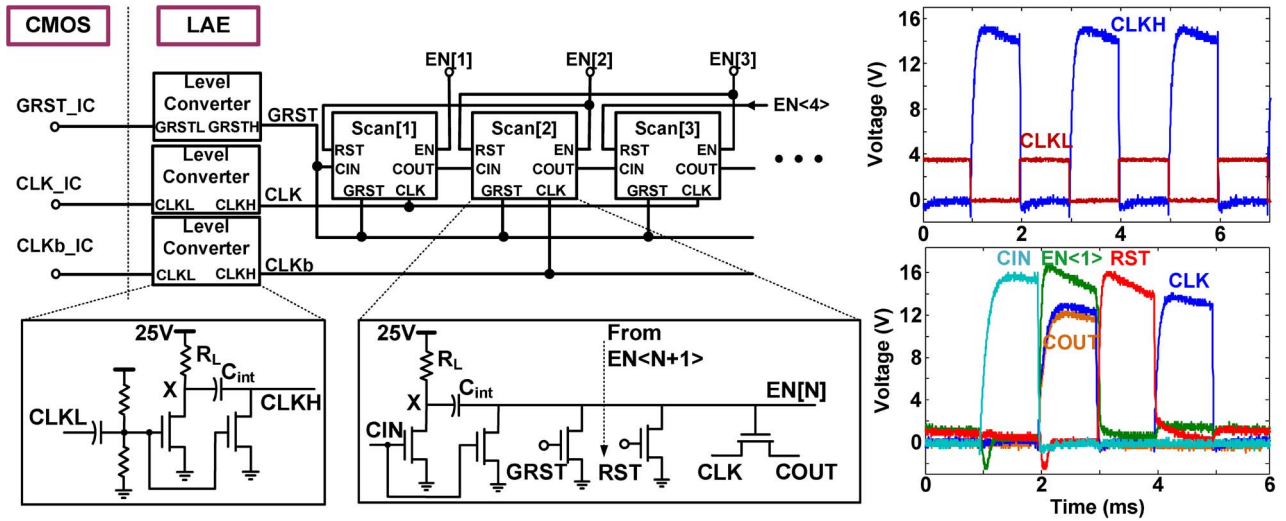 CMOS
LAE
GRST_IC
CLK_IC
CLKb_IC
Level
Converter
GRSTL GRSTH
GRST
Level
Converter
CLKL CLKH
CLK
Level
Converter
CLKL CLKH
CLKb
EN[1]
EN[2]
EN[3]
EN<4>
Scan[1]
RST EN
CIN COUT
GRST CLK
Scan[2]
RST EN
CIN COUT
GRST CLK
Scan[3]
RST EN
CIN COUT
GRST CLK
25V
RL
X
Cint
CLKL
CLKH
25V
RL
X
Cint
From
EN<N+1>
EN[N]
CIN
GRST
RST
CLK
COUT
Voltage (V)
16
12
8
4
0
CLKH
CLKL
0 2 4 6
Voltage (V)
16
12
8
4
0
CIN EN<1> RST
CLK
COUT
0 2 4 6
Time (ms)